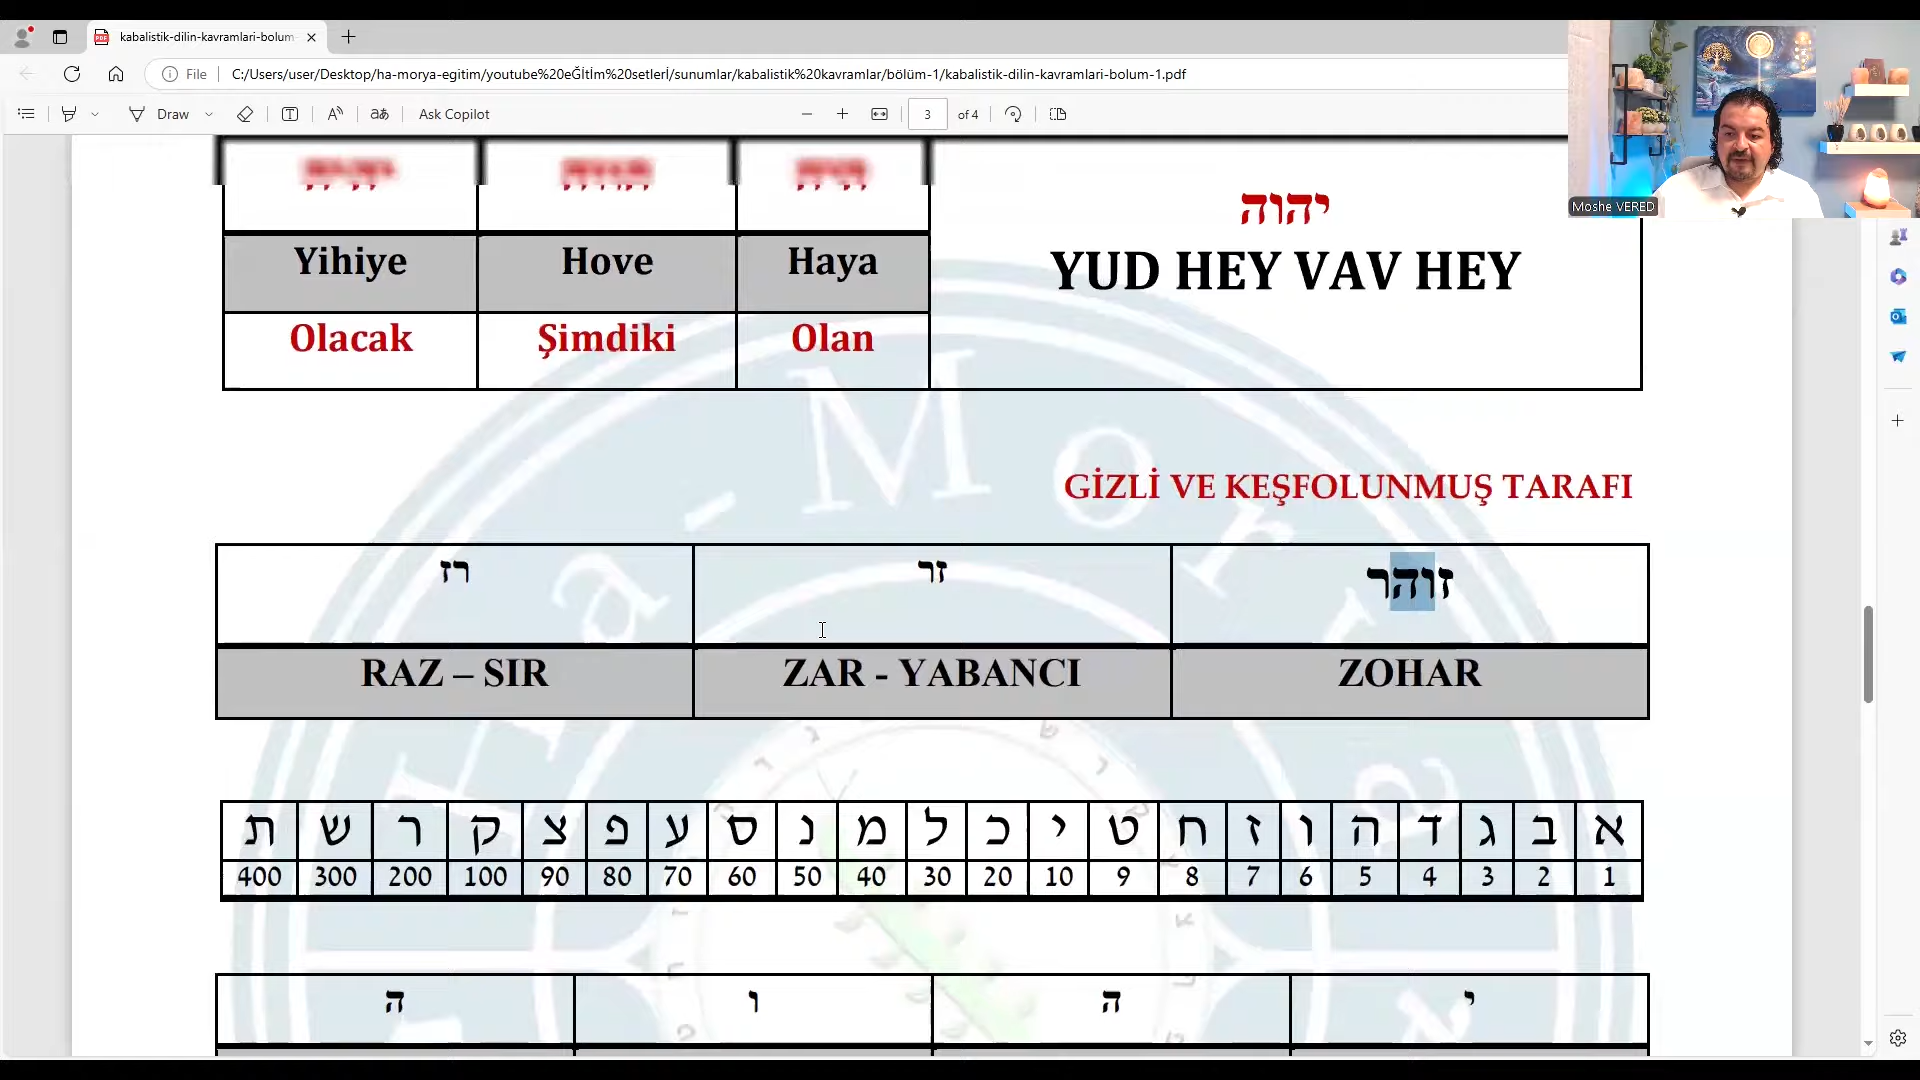 kabalistik-dilin-kavramlari-bolum-
File
C:/Users/user/Desktop/ha-morya-egitim/youtube%20eĞİTİM%20setlerİ/sunumlar/kabalistik%20kavramlar/bölüm-1/kabalistik-dilin-kavramlari-bolum-1.pdf
Draw
Ask Copilot
3 of 4
Moshe VERED
יהוה
YUD HEY VAV HEY
Yihiye Hove Haya
Olacak Şimdiki Olan
GİZLİ VE KEŞFOLUNMUŞ TARAFI
זוהר זר רז
RAZ – SIR ZAR - YABANCI ZOHAR
א ב ג ד ה ו ז ח ט י כ ל מ נ ס ע פ צ ק ר ש ת
400 300 200 100 90 80 70 60 50 40 30 20 10 9 8 7 6 5 4 3 2 1
י ה ו ה
Ha-Mor